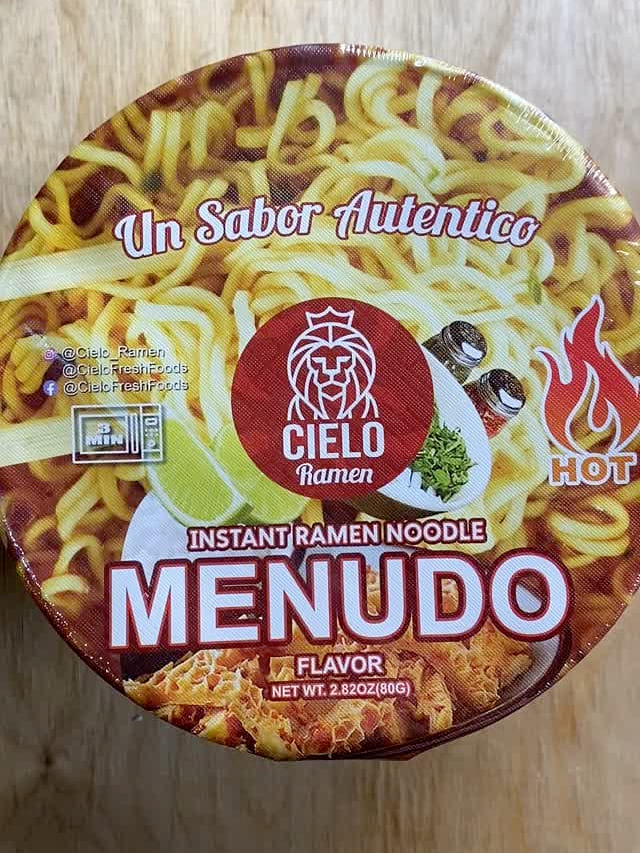 Un Sabor Autentico
@Cielo_Ramen
@CieloFreshFoods
@CieloFreshFoods
3
MIN
CIELO
Ramen
HOT
INSTANT RAMEN NOODLE
MENUDO
FLAVOR
NET WT. 2.82OZ(80G)